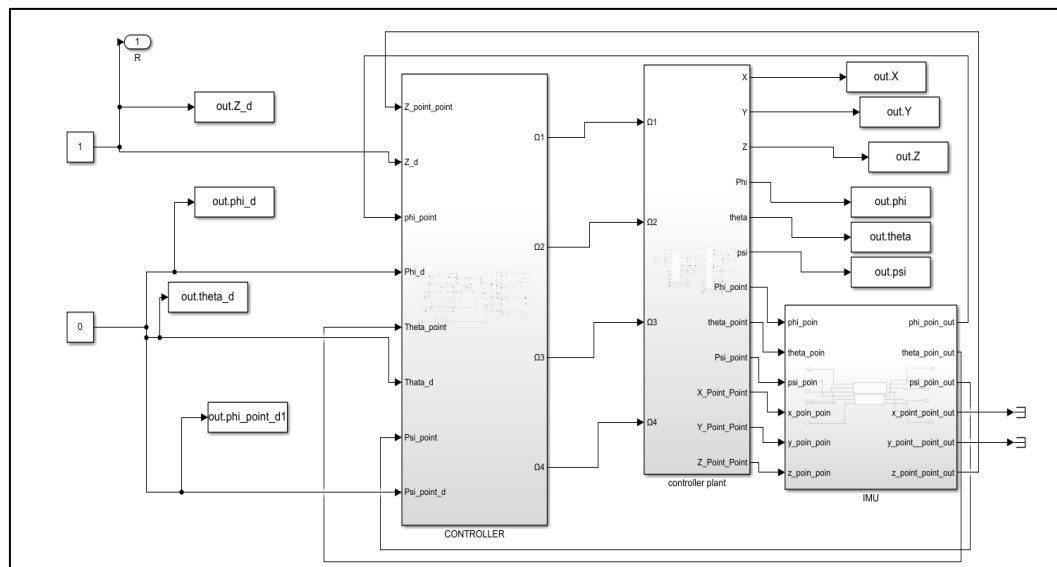 1
R
out.Z_d
1
out.phi_d
out.theta_d
0
out.phi_point_d1
Z_point_point
Z_d
phi_point
Phi_d
Theta_point
Thata_d
Psi_point
Psi_point_d
Ω1
Ω2
Ω3
Ω4
CONTROLLER
Ω1
Ω2
Ω3
Ω4
X
Y
Z
Phi
theta
psi
Phi_point
theta_point
Psi_point
X_Point_Point
Y_Point_Point
Z_Point_Point
controller plant
out.X
out.Y
out.Z
out.phi
out.theta
out.psi
phi_poin
theta_poin
psi_poin
x_poin_poin
y_poin_poin
z_poin_poin
phi_poin_out
theta_poin_out
psi_poin_out
x_point_point_out
y_point__point_out
z_point_point_out
IMU